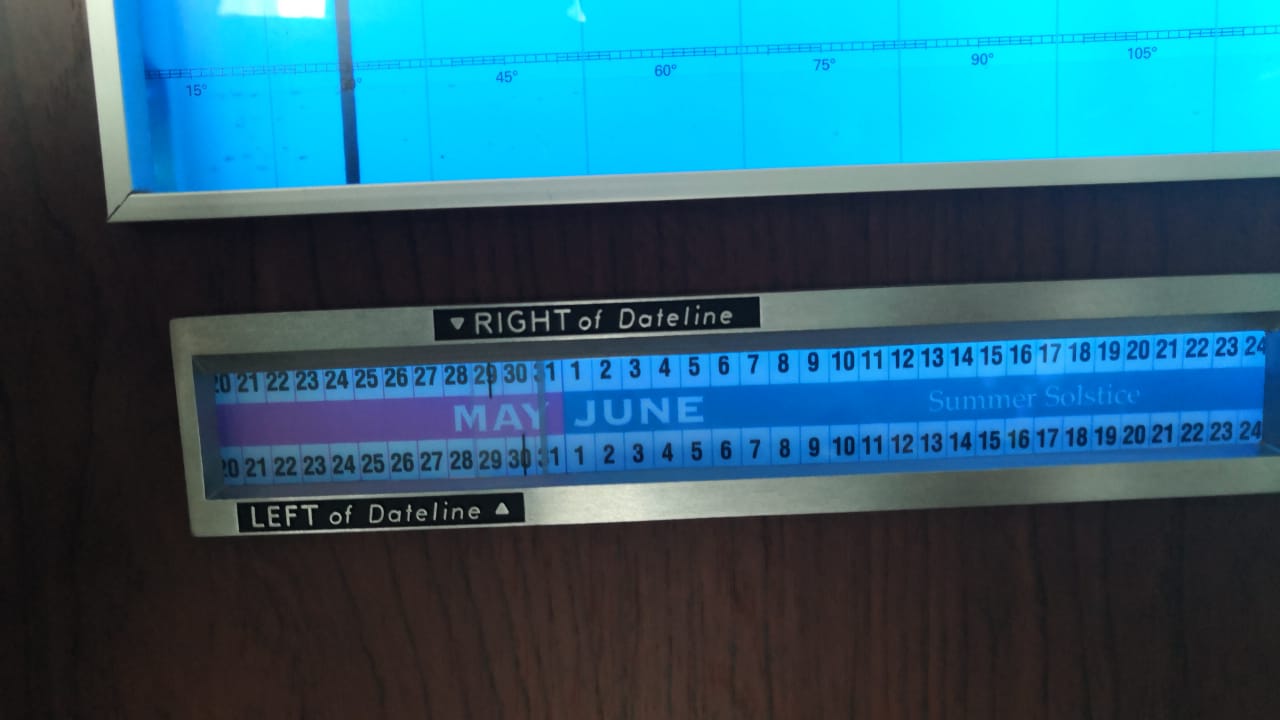 15° 45° 60° 75° 90° 105°
▼ RIGHT of Dateline
20 21 22 23 24 25 26 27 28 29 30 31 1 2 3 4 5 6 7 8 9 10 11 12 13 14 15 16 17 18 19 20 21 22 23 24
MAY JUNE Summer Solstice
20 21 22 23 24 25 26 27 28 29 30 31 1 2 3 4 5 6 7 8 9 10 11 12 13 14 15 16 17 18 19 20 21 22 23 24
LEFT of Dateline ▲